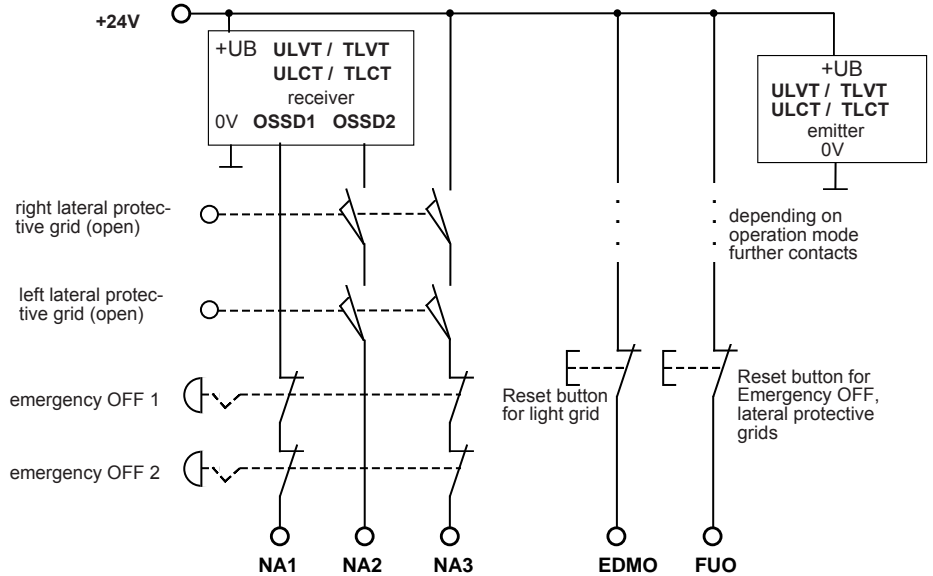 +24V
+UB ULVT / TLVT
ULCT / TLCT
receiver
0V OSSD1 OSSD2
+UB
ULVT / TLVT
ULCT / TLCT
emitter
0V
right lateral protec-
tive grid (open)
depending on
operation mode
further contacts
left lateral protec-
tive grid (open)
emergency OFF 1
Reset button
for light grid
Reset button for
Emergency OFF,
lateral protective
grids
emergency OFF 2
NA1 NA2 NA3 EDMO FUO